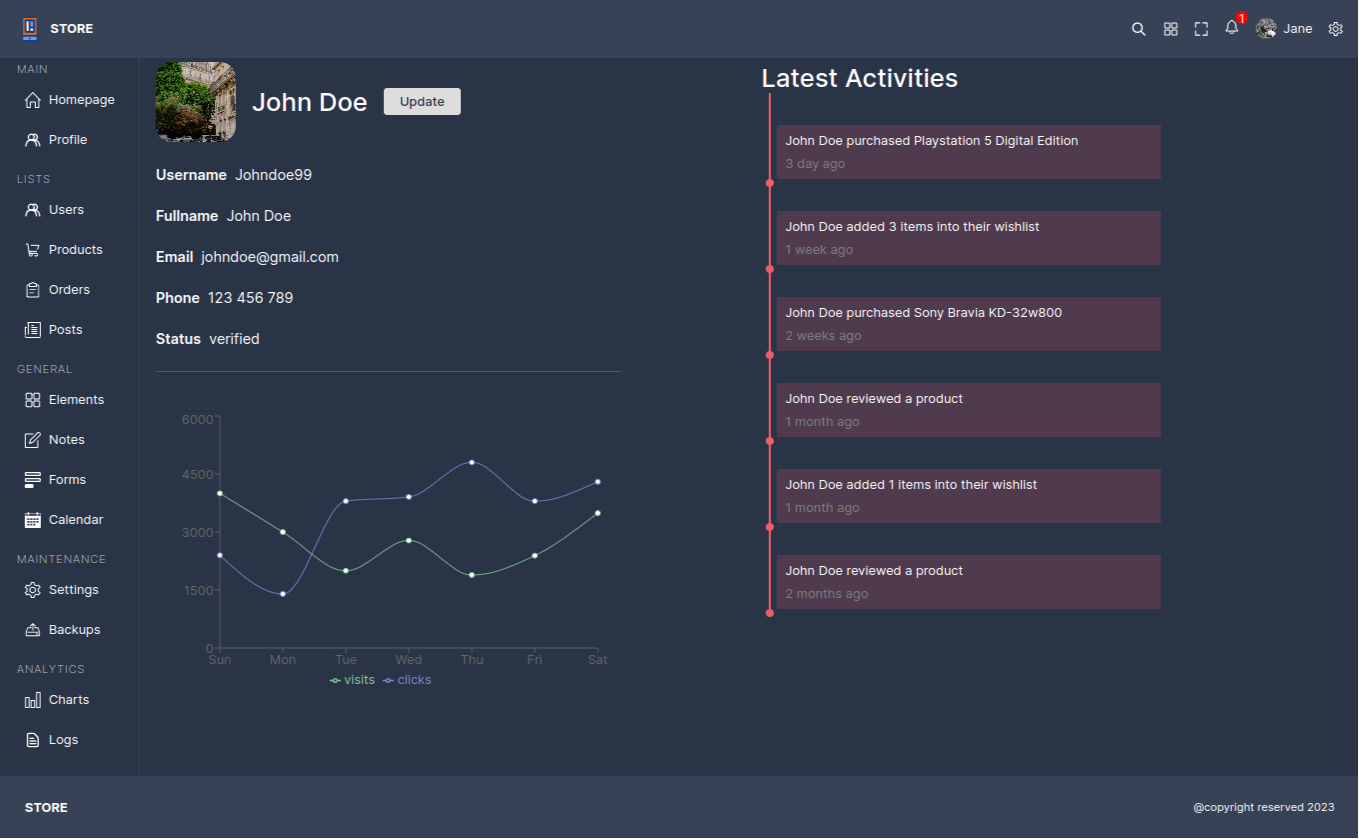 STORE
1
Jane
MAIN
Homepage
Profile
LISTS
Users
Products
Orders
Posts
GENERAL
Elements
Notes
Forms
Calendar
MAINTENANCE
Settings
Backups
ANALYTICS
Charts
Logs
John Doe
Update
Username Johndoe99
Fullname John Doe
Email johndoe@gmail.com
Phone 123 456 789
Status verified
6000
4500
3000
1500
0
Sun Mon Tue Wed Thu Fri Sat
visits clicks
Latest Activities
John Doe purchased Playstation 5 Digital Edition
3 day ago
John Doe added 3 items into their wishlist
1 week ago
John Doe purchased Sony Bravia KD-32w800
2 weeks ago
John Doe reviewed a product
1 month ago
John Doe added 1 items into their wishlist
1 month ago
John Doe reviewed a product
2 months ago
STORE
@copyright reserved 2023